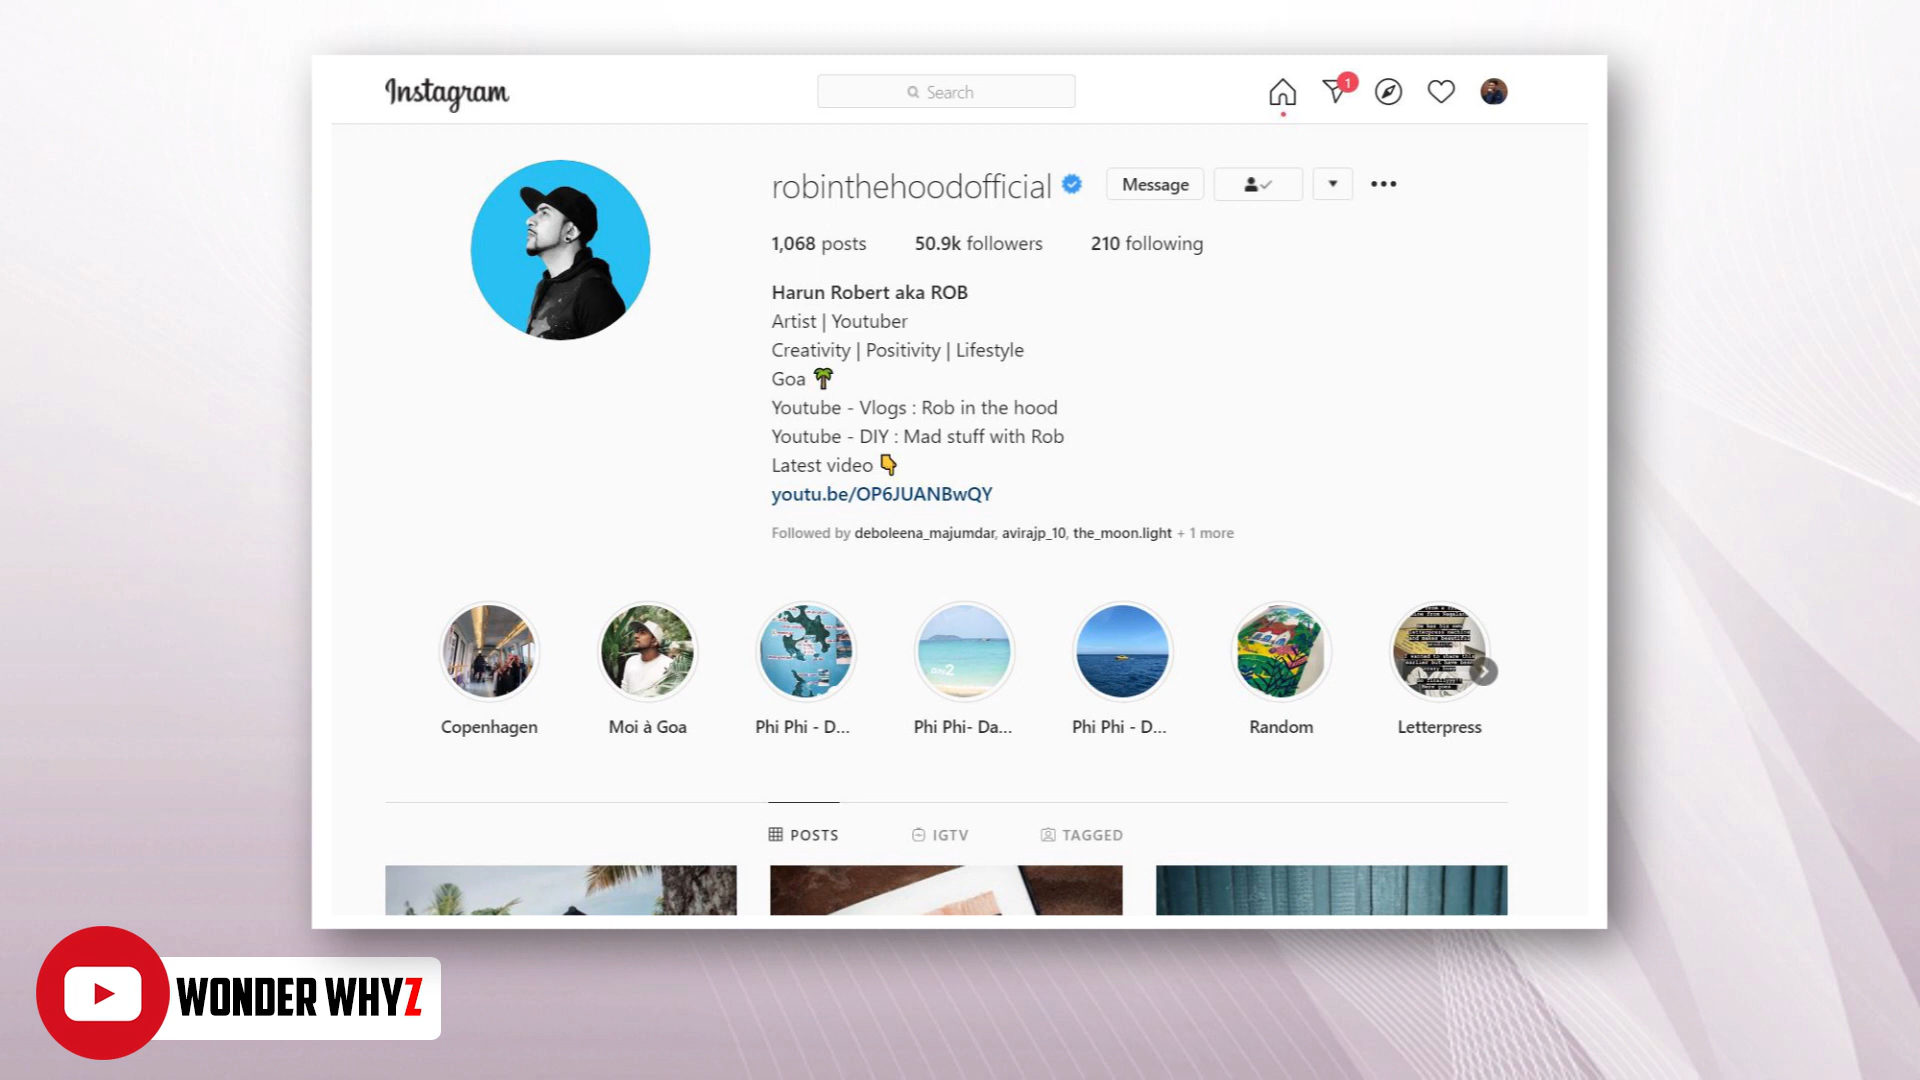 Instagram
Search
1
robinthehoodofficial
Message
1,068 posts 50.9k followers 210 following
Harun Robert aka ROB
Artist | Youtuber
Creativity | Positivity | Lifestyle
Goa 🌴
Youtube - Vlogs : Rob in the hood
Youtube - DIY : Mad stuff with Rob
Latest video 👇
youtu.be/OP6JUANBwQY
Followed by deboleena_majumdar, avirajp_10, the_moon.light + 1 more
Copenhagen
Moi à Goa
Phi Phi - D...
Phi Phi- Da...
Phi Phi - D...
Random
Letterpress
POSTS IGTV TAGGED
WONDER WHYZ